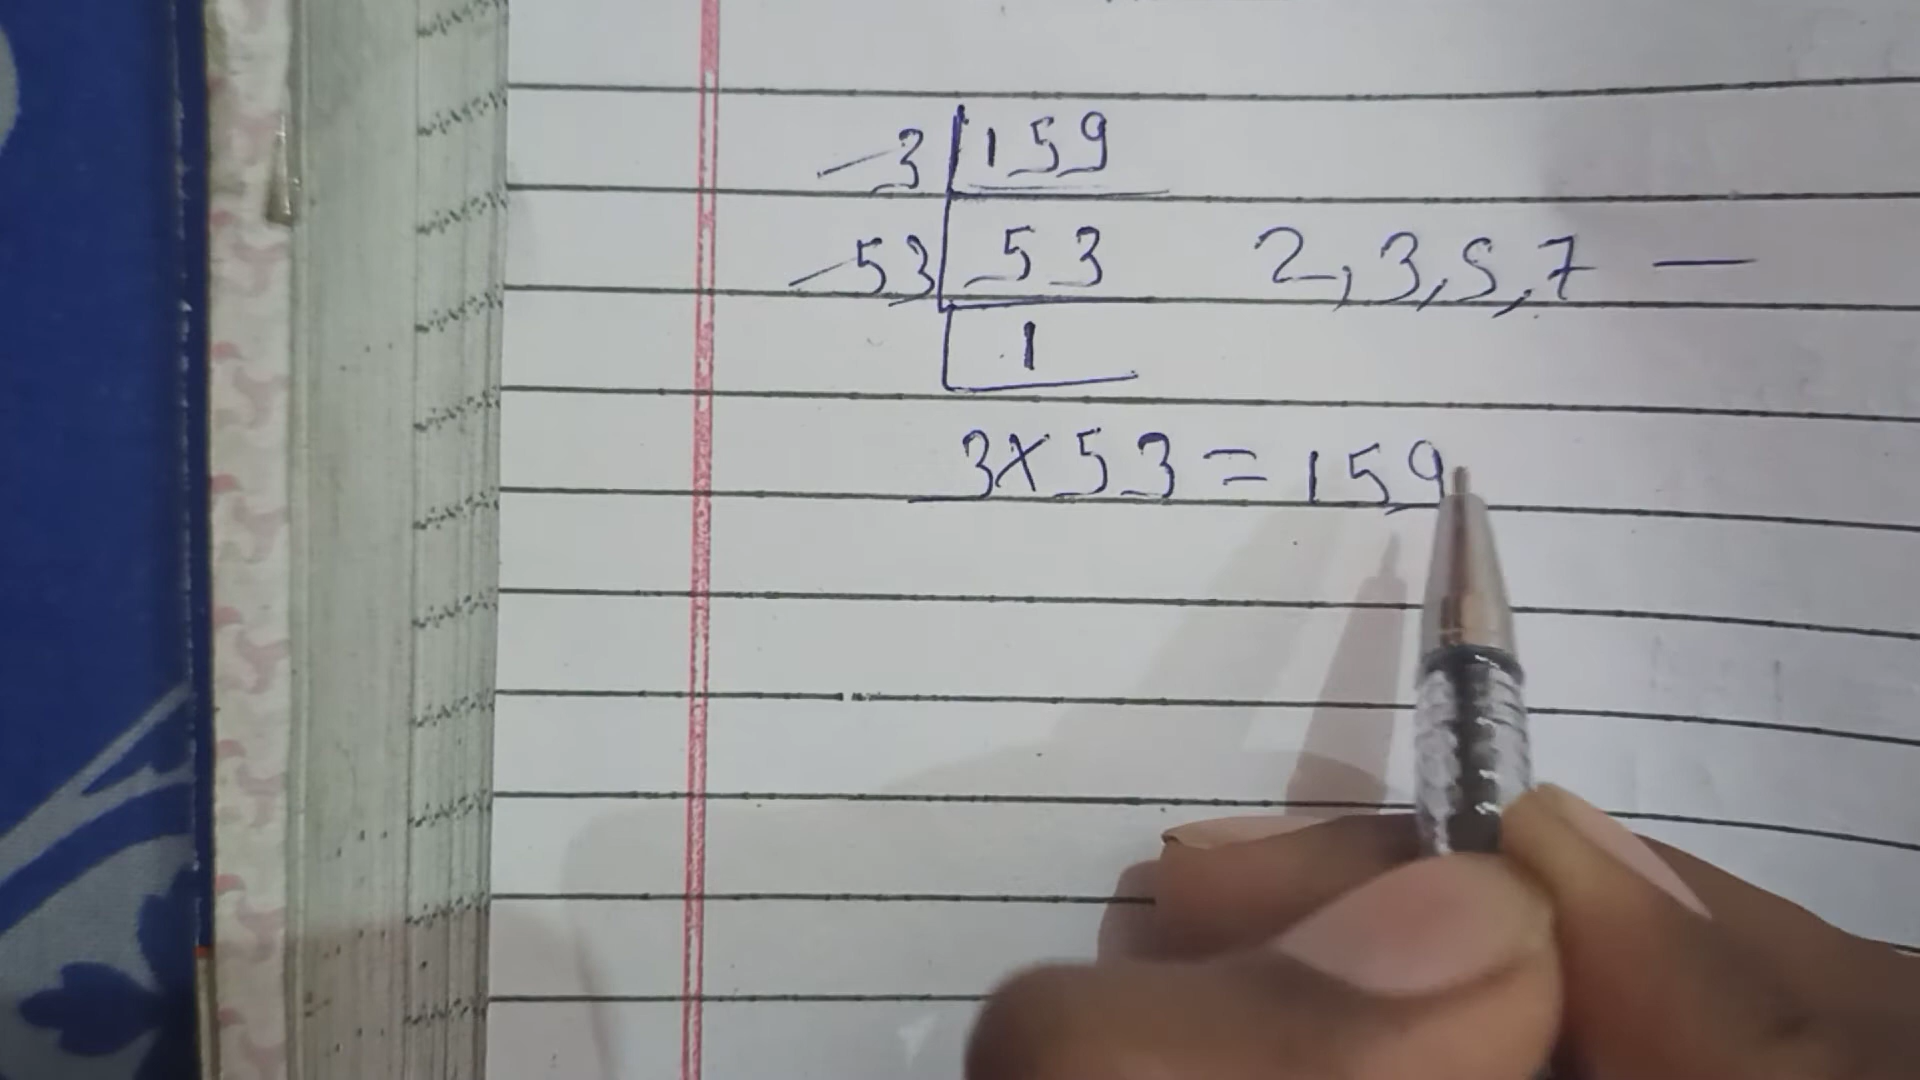 3 | 159
53 | 53 2, 3, 5, 7 —
1
3 × 53 = 159